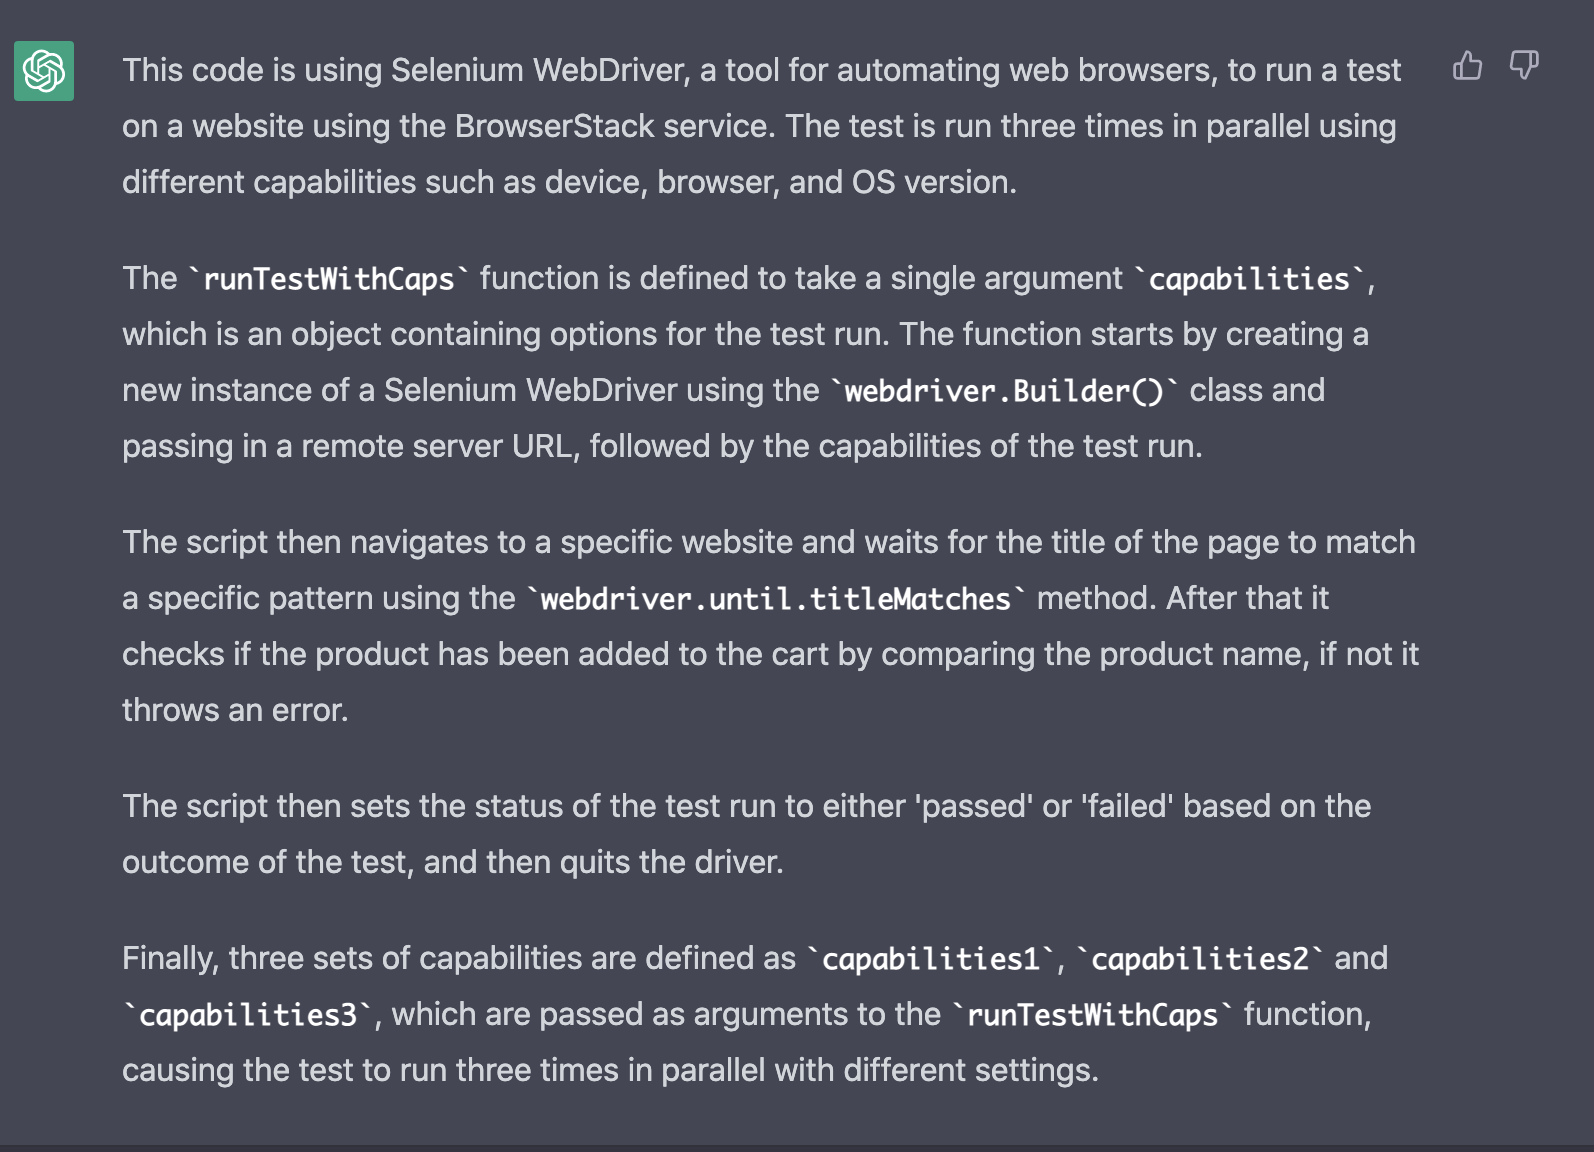 This code is using Selenium WebDriver, a tool for automating web browsers, to run a test
on a website using the BrowserStack service. The test is run three times in parallel using
different capabilities such as device, browser, and OS version.
The `runTestWithCaps` function is defined to take a single argument `capabilities`,
which is an object containing options for the test run. The function starts by creating a
new instance of a Selenium WebDriver using the `webdriver.Builder()` class and
passing in a remote server URL, followed by the capabilities of the test run.
The script then navigates to a specific website and waits for the title of the page to match
a specific pattern using the `webdriver.until.titleMatches` method. After that it
checks if the product has been added to the cart by comparing the product name, if not it
throws an error.
The script then sets the status of the test run to either 'passed' or 'failed' based on the
outcome of the test, and then quits the driver.
Finally, three sets of capabilities are defined as `capabilities1`, `capabilities2` and
`capabilities3`, which are passed as arguments to the `runTestWithCaps` function,
causing the test to run three times in parallel with different settings.